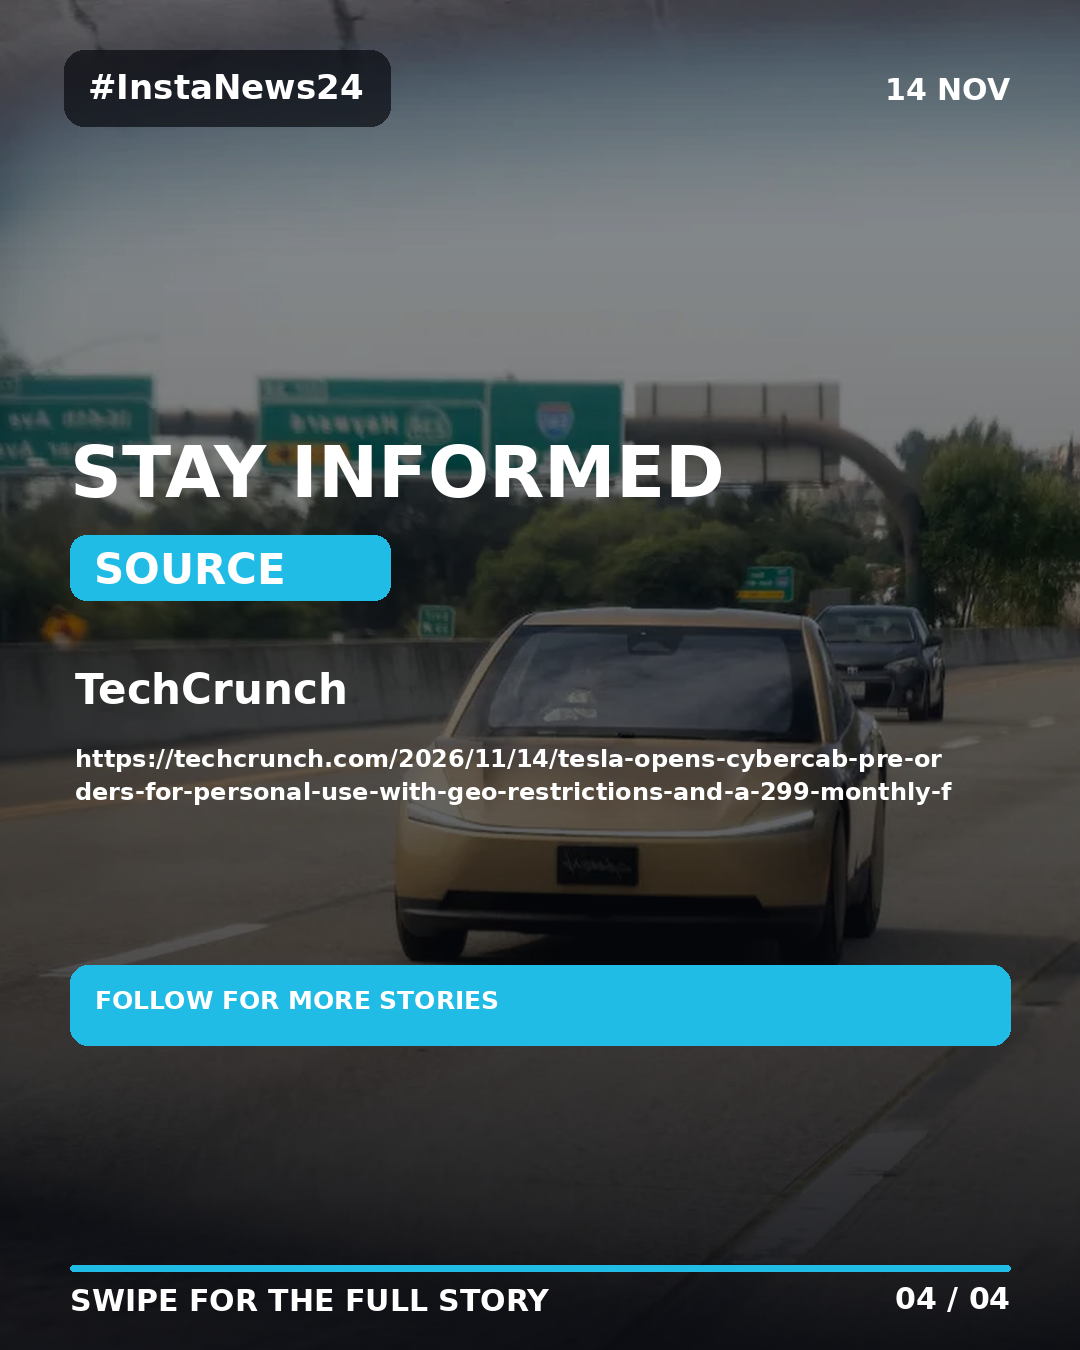 #InstaNews24
14 NOV
STAY INFORMED
SOURCE
TechCrunch
https://techcrunch.com/2026/11/14/tesla-opens-cybercab-pre-or
ders-for-personal-use-with-geo-restrictions-and-a-299-monthly-f
FOLLOW FOR MORE STORIES
SWIPE FOR THE FULL STORY
04 / 04